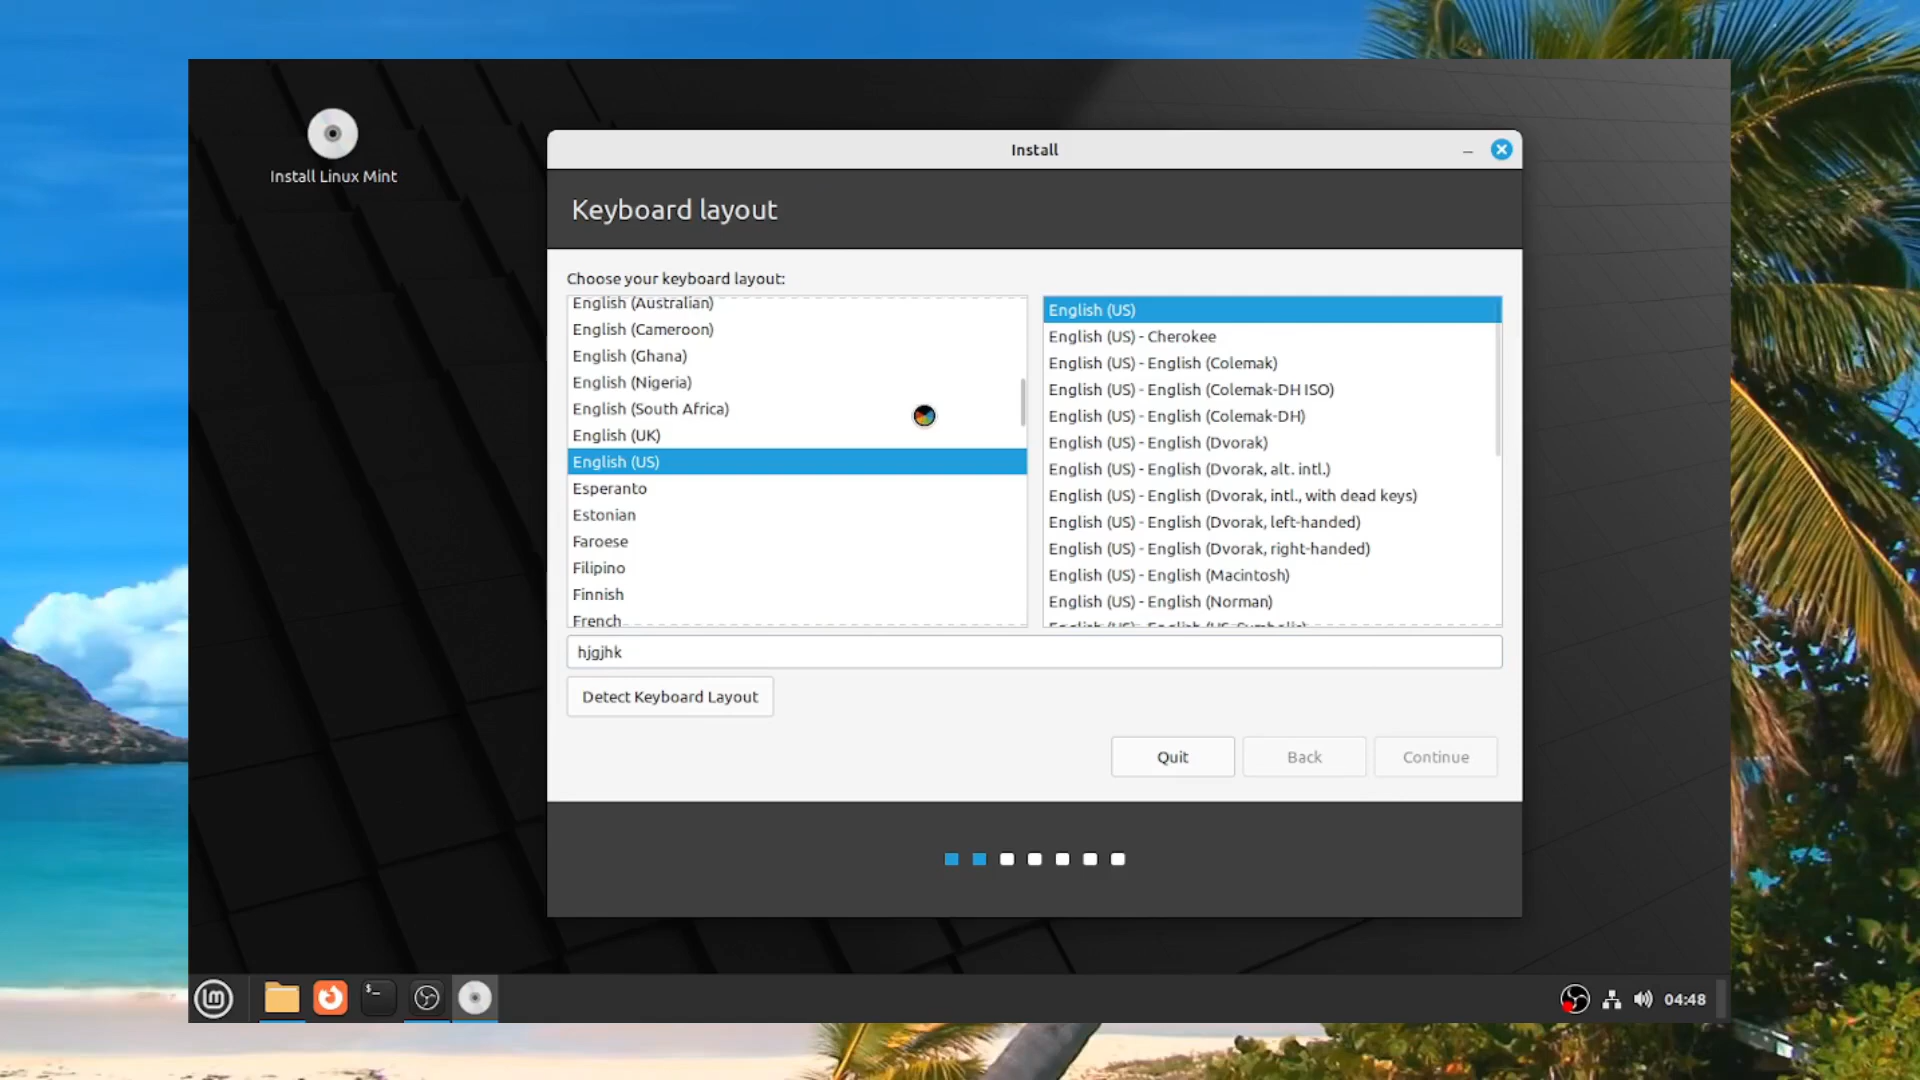 Install Linux Mint
Install
Keyboard layout
Choose your keyboard layout:
English (Australian)
English (Cameroon)
English (Ghana)
English (Nigeria)
English (South Africa)
English (UK)
English (US)
Esperanto
Estonian
Faroese
Filipino
Finnish
French
English (US)
English (US) - Cherokee
English (US) - English (Colemak)
English (US) - English (Colemak-DH ISO)
English (US) - English (Colemak-DH)
English (US) - English (Dvorak)
English (US) - English (Dvorak, alt. intl.)
English (US) - English (Dvorak, intl., with dead keys)
English (US) - English (Dvorak, left-handed)
English (US) - English (Dvorak, right-handed)
English (US) - English (Macintosh)
English (US) - English (Norman)
English (US) - English (US-Symbolic)
hjgjhk
Detect Keyboard Layout
Quit
Back
Continue
$_
04:48